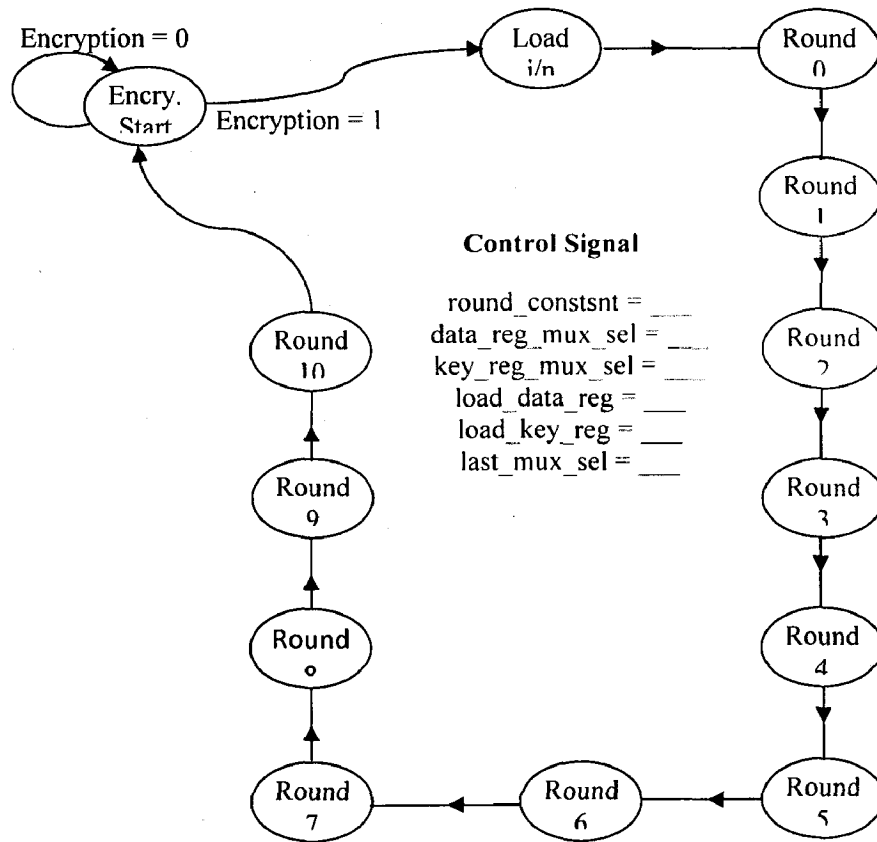 Encryption = 0
Encry.
Start
Encryption = 1
Load
i/p
Round
0
Round
1
Round
2
Round
3
Round
4
Round
5
Round
6
Round
7
Round
8
Round
9
Round
10
Control Signal
round_constsnt = ___
data_reg_mux_sel = ___
key_reg_mux_sel = ___
load_data_reg = ___
load_key_reg = ___
last_mux_sel = ___